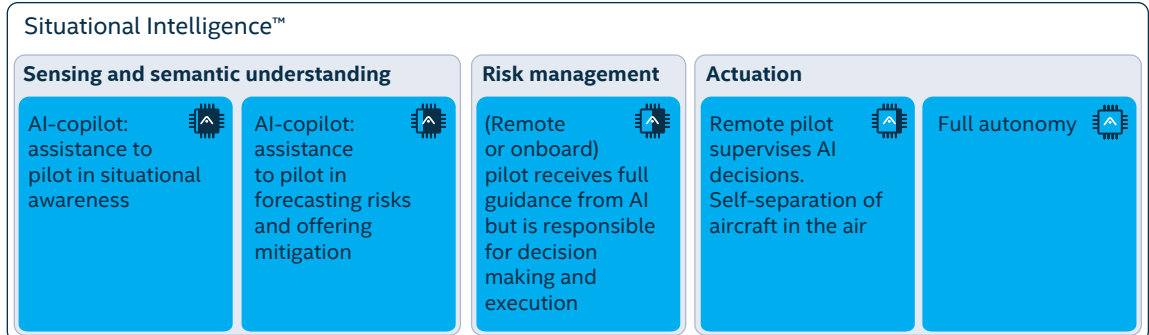 Situational Intelligence™
Sensing and semantic understanding
AI-copilot:
assistance to
pilot in situational
awareness
AI-copilot:
assistance
to pilot in
forecasting risks
and offering
mitigation
Risk management
(Remote
or onboard)
pilot receives full
guidance from AI
but is responsible
for decision
making and
execution
Actuation
Remote pilot
supervises AI
decisions.
Self-separation of
aircraft in the air
Full autonomy